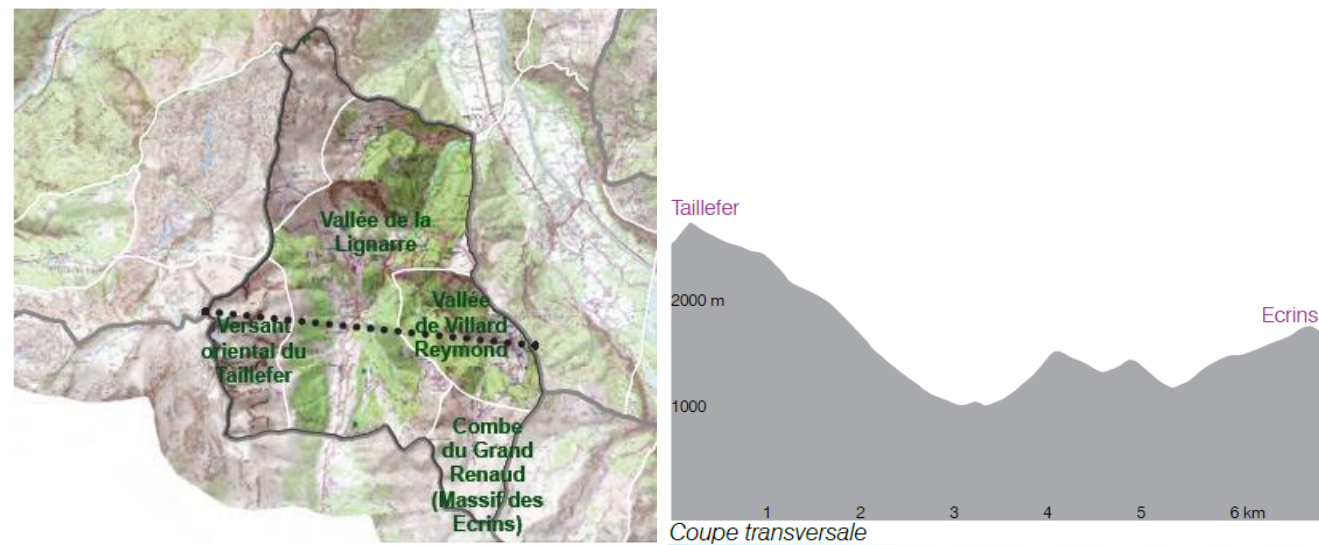 Vallée de la
Lignarre
Vallée
de Villard
Reymond
Versant
oriental du
Taillefer
Combe
du Grand
Renaud
(Massif des
Ecrins)
Taillefer
2000 m
Ecrins
1000
1 2 3 4 5 6 km
Coupe transversale